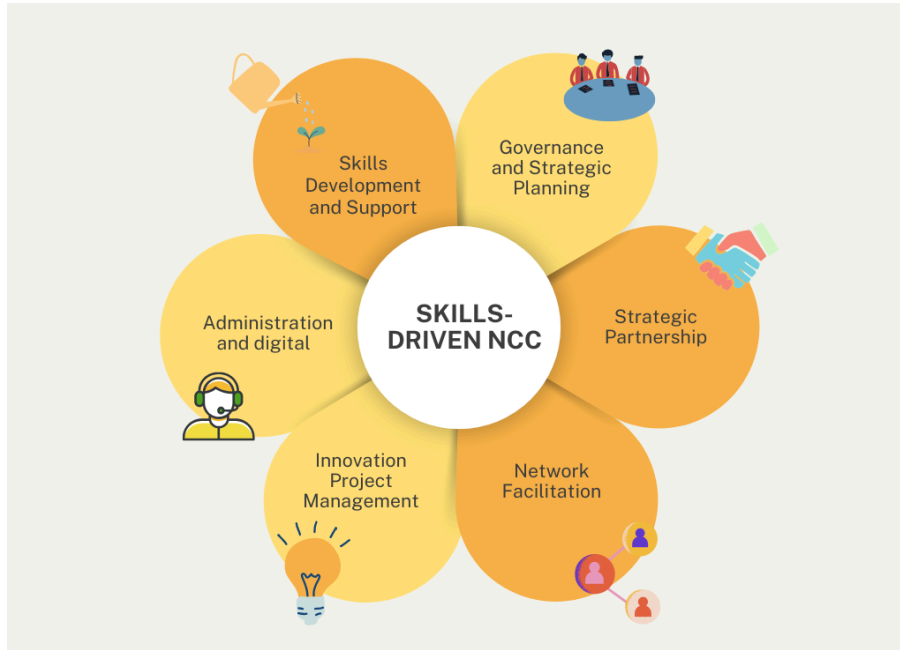 Skills
Development
and Support
Governance
and Strategic
Planning
Administration
and digital
SKILLS-
DRIVEN NCC
Strategic
Partnership
Innovation
Project
Management
Network
Facilitation